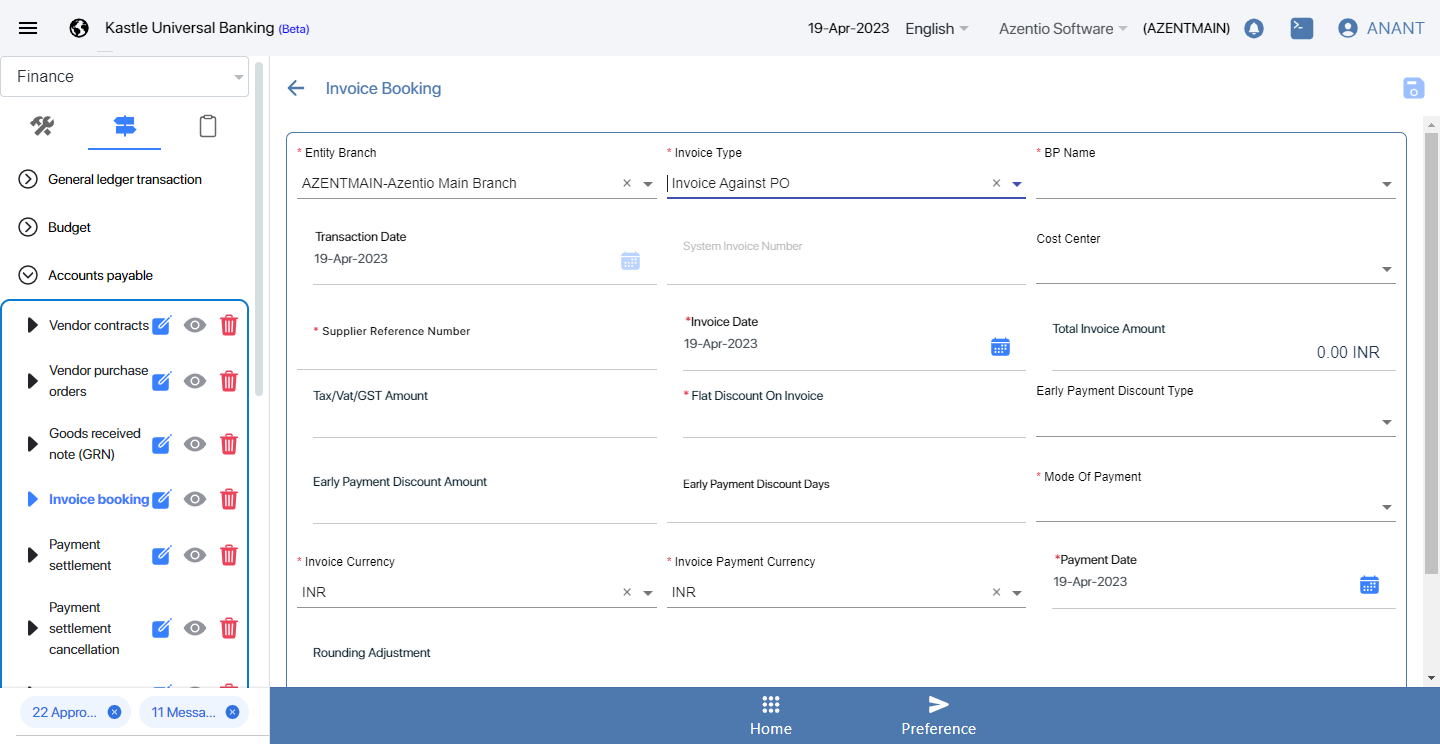 Kastle Universal Banking (Beta)
19-Apr-2023 English Azentio Software (AZENTMAIN) ANANT
Finance
General ledger transaction
Budget
Accounts payable
Vendor contracts
Vendor purchase
orders
Goods received
note (GRN)
Invoice booking
Payment
settlement
Payment
settlement
cancellation
22 Appro...
11 Messa...
Invoice Booking
* Entity Branch
AZENTMAIN-Azentio Main Branch
* Invoice Type
Invoice Against PO
* BP Name
Transaction Date
19-Apr-2023
System Invoice Number
Cost Center
* Supplier Reference Number
*Invoice Date
19-Apr-2023
Total Invoice Amount
0.00 INR
Tax/Vat/GST Amount
* Flat Discount On Invoice
Early Payment Discount Type
Early Payment Discount Amount
Early Payment Discount Days
* Mode Of Payment
* Invoice Currency
INR
* Invoice Payment Currency
INR
*Payment Date
19-Apr-2023
Rounding Adjustment
Home
Preference